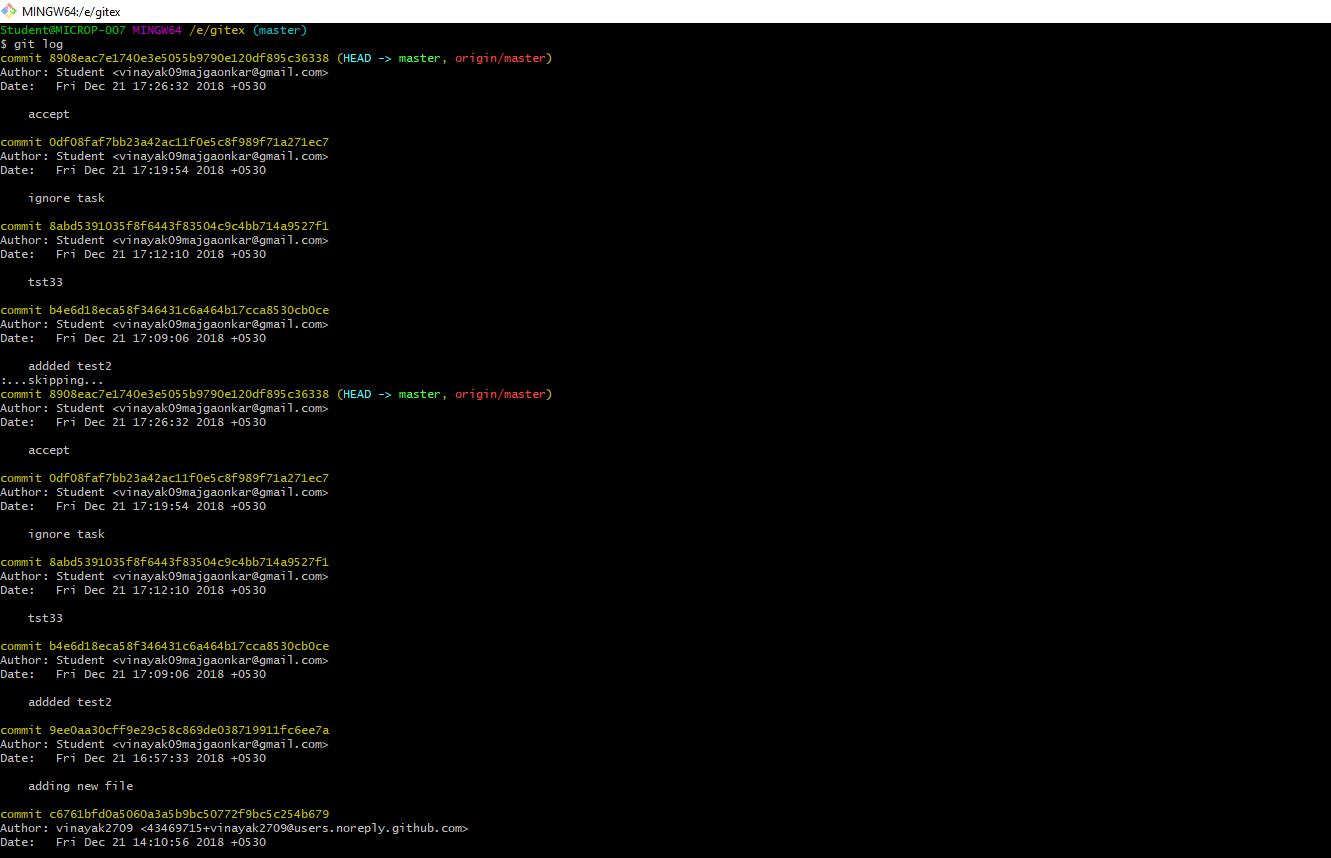 MINGW64:/e/gitex
Student@MICROP-007 MINGW64 /e/gitex (master)
$ git log
commit 8908eac7e1740e3e5055b9790e120df895c36338 (HEAD -> master, origin/master)
Author: Student <vinayak09majgaonkar@gmail.com>
Date:   Fri Dec 21 17:26:32 2018 +0530
    accept
commit 0df08faf7bb23a42ac11f0e5c8f989f71a271ec7
Author: Student <vinayak09majgaonkar@gmail.com>
Date:   Fri Dec 21 17:19:54 2018 +0530
    ignore task
commit 8abd5391035f8f6443f83504c9c4bb714a9527f1
Author: Student <vinayak09majgaonkar@gmail.com>
Date:   Fri Dec 21 17:12:10 2018 +0530
    tst33
commit b4e6d18eca58f346431c6a464b17cca8530cb0ce
Author: Student <vinayak09majgaonkar@gmail.com>
Date:   Fri Dec 21 17:09:06 2018 +0530
    addded test2
:...skipping...
commit 8908eac7e1740e3e5055b9790e120df895c36338 (HEAD -> master, origin/master)
Author: Student <vinayak09majgaonkar@gmail.com>
Date:   Fri Dec 21 17:26:32 2018 +0530
    accept
commit 0df08faf7bb23a42ac11f0e5c8f989f71a271ec7
Author: Student <vinayak09majgaonkar@gmail.com>
Date:   Fri Dec 21 17:19:54 2018 +0530
    ignore task
commit 8abd5391035f8f6443f83504c9c4bb714a9527f1
Author: Student <vinayak09majgaonkar@gmail.com>
Date:   Fri Dec 21 17:12:10 2018 +0530
    tst33
commit b4e6d18eca58f346431c6a464b17cca8530cb0ce
Author: Student <vinayak09majgaonkar@gmail.com>
Date:   Fri Dec 21 17:09:06 2018 +0530
    addded test2
commit 9ee0aa30cff9e29c58c869de038719911fc6ee7a
Author: Student <vinayak09majgaonkar@gmail.com>
Date:   Fri Dec 21 16:57:33 2018 +0530
    adding new file
commit c6761bfd0a5060a3a5b9bc50772f9bc5c254b679
Author: vinayak2709 <43469715+vinayak2709@users.noreply.github.com>
Date:   Fri Dec 21 14:10:56 2018 +0530